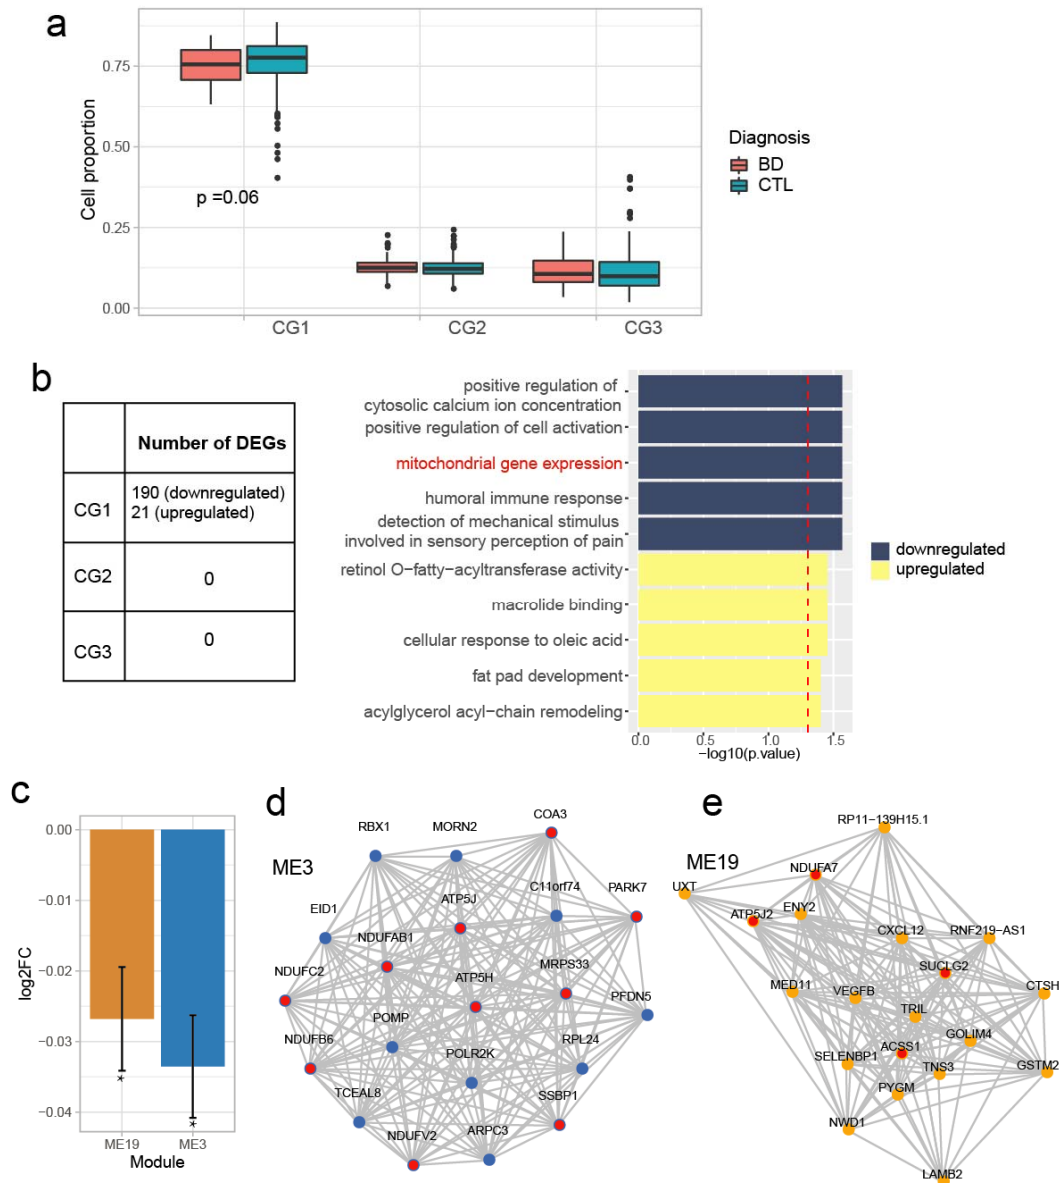 a
0.75
0.50
0.25
0.00
Cell proportion
p =0.06
CG1
CG2
CG3
Diagnosis
BD
CTL
b
Number of DEGs
CG1
190 (downregulated)
21 (upregulated)
CG2
0
CG3
0
positive regulation of
cytosolic calcium ion concentration
positive regulation of cell activation
mitochondrial gene expression
humoral immune response
detection of mechanical stimulus
involved in sensory perception of pain
retinol O−fatty−acyltransferase activity
macrolide binding
cellular response to oleic acid
fat pad development
acylglycerol acyl−chain remodeling
0.0
0.5
1.0
1.5
−log10(p.value)
downregulated
upregulated
c
0.00
−0.01
−0.02
−0.03
−0.04
log2FC
*
*
ME19
ME3
Module
d
ME3
COA3
RBX1
MORN2
C11orf74
PARK7
ATP5J
EID1
NDUFAB1
MRPS33
ATP5H
NDUFC2
PFDN5
POMP
NDUFB6
POLR2K
RPL24
TCEAL8
SSBP1
NDUFV2
ARPC3
e
ME19
RP11−139H15.1
NDUFA7
UXT
ATP5J2
ENY2
CXCL12
RNF219−AS1
SUCLG2
MED11
VEGFB
CTSH
TRIL
GOLIM4
ACSS1
SELENBP1
TNS3
GSTM2
PYGM
NWD1
LAMB2